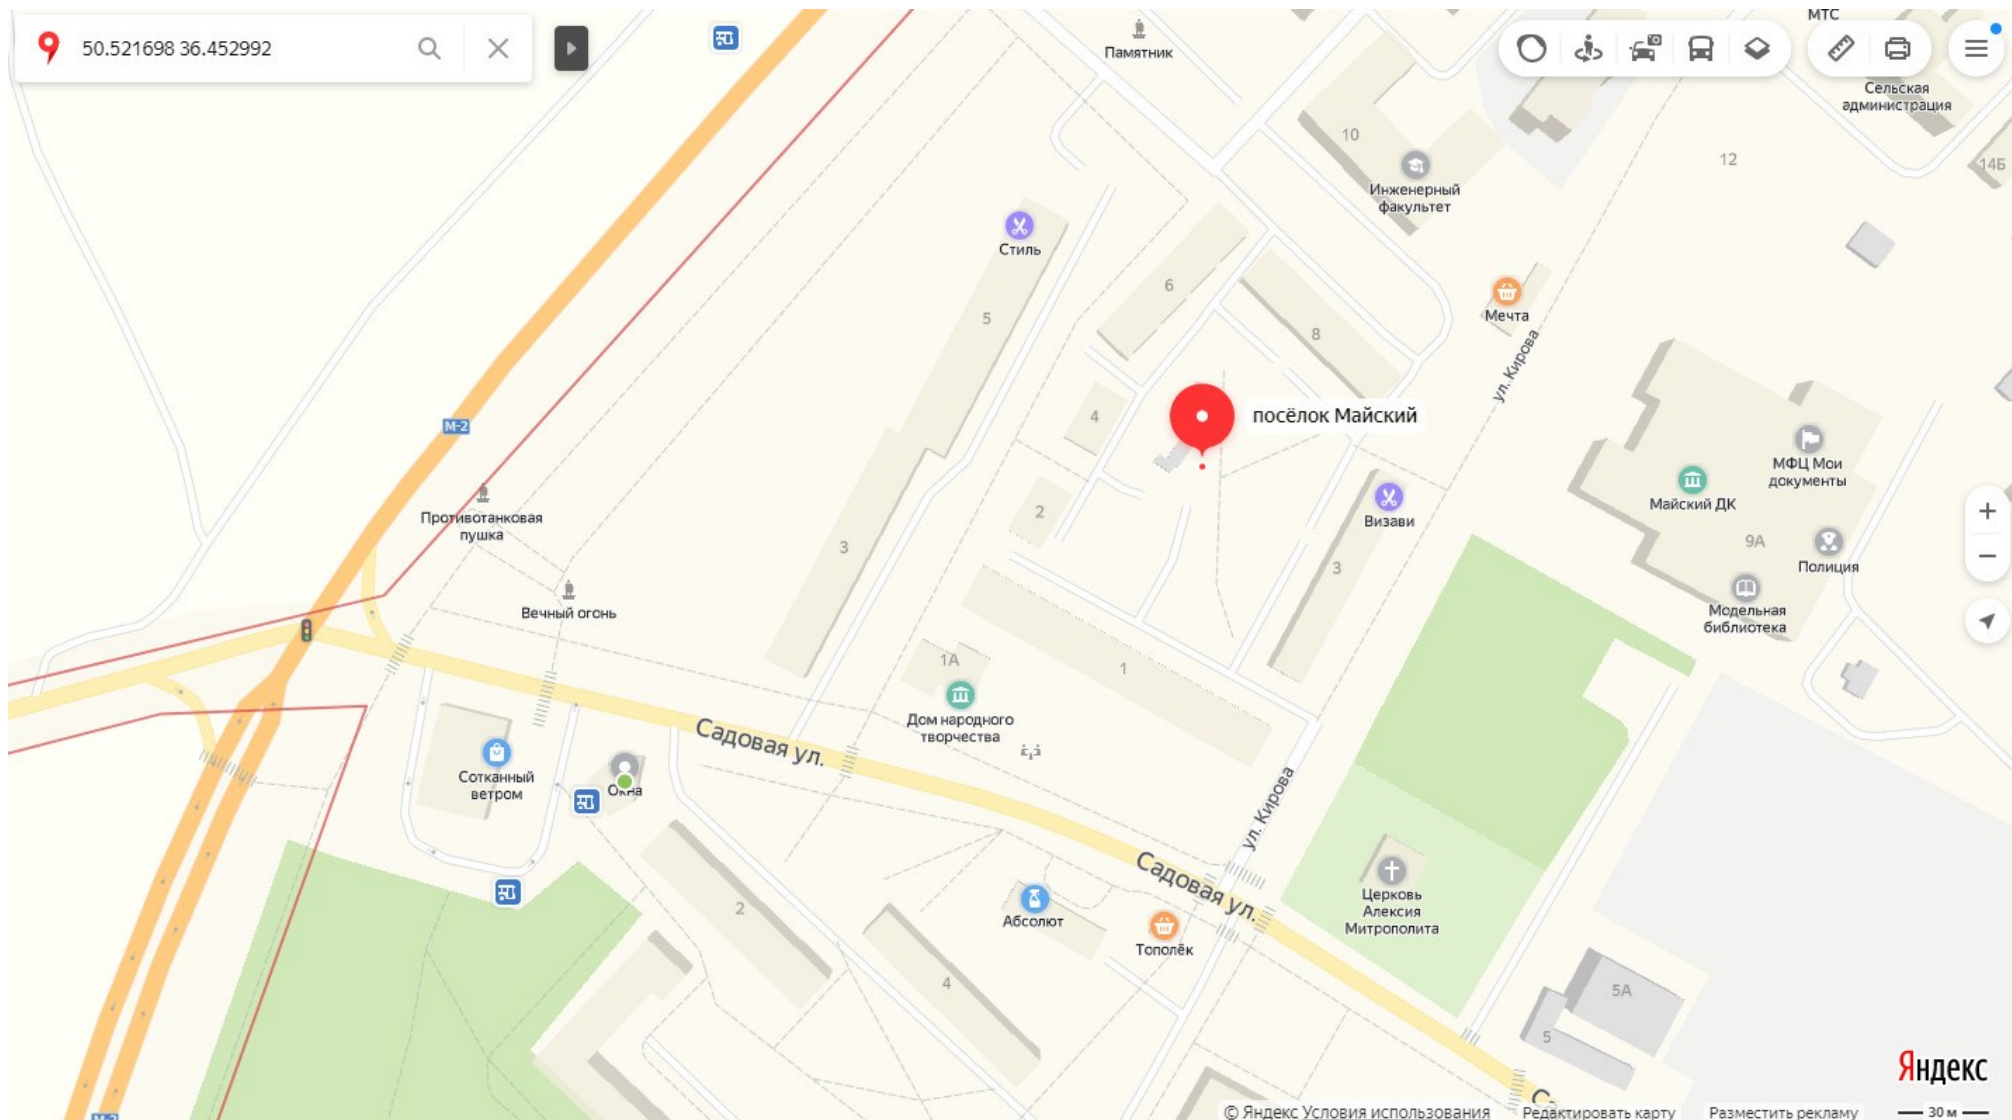 50.521698 36.452992
Памятник
МТС
Сельская
администрация
10
12
14Б
Инженерный
факультет
Стиль
6
5
8
Мечта
ул. Кирова
М-2
4
посёлок Майский
МФЦ Мои
документы
Майский ДК
Визави
2
Противотанковая
пушка
3
9А
3
Полиция
Вечный огонь
Модельная
библиотека
1А
1
Дом народного
творчества
Садовая ул.
Сотканный
ветром
Окна
ул. Кирова
2
Садовая ул.
Абсолют
Тополёк
Церковь
Алексия
Митрополита
4
5А
5
Яндекс
С
М-2
© Яндекс Условия использования
Редактировать карту
Разместить рекламу
30 м